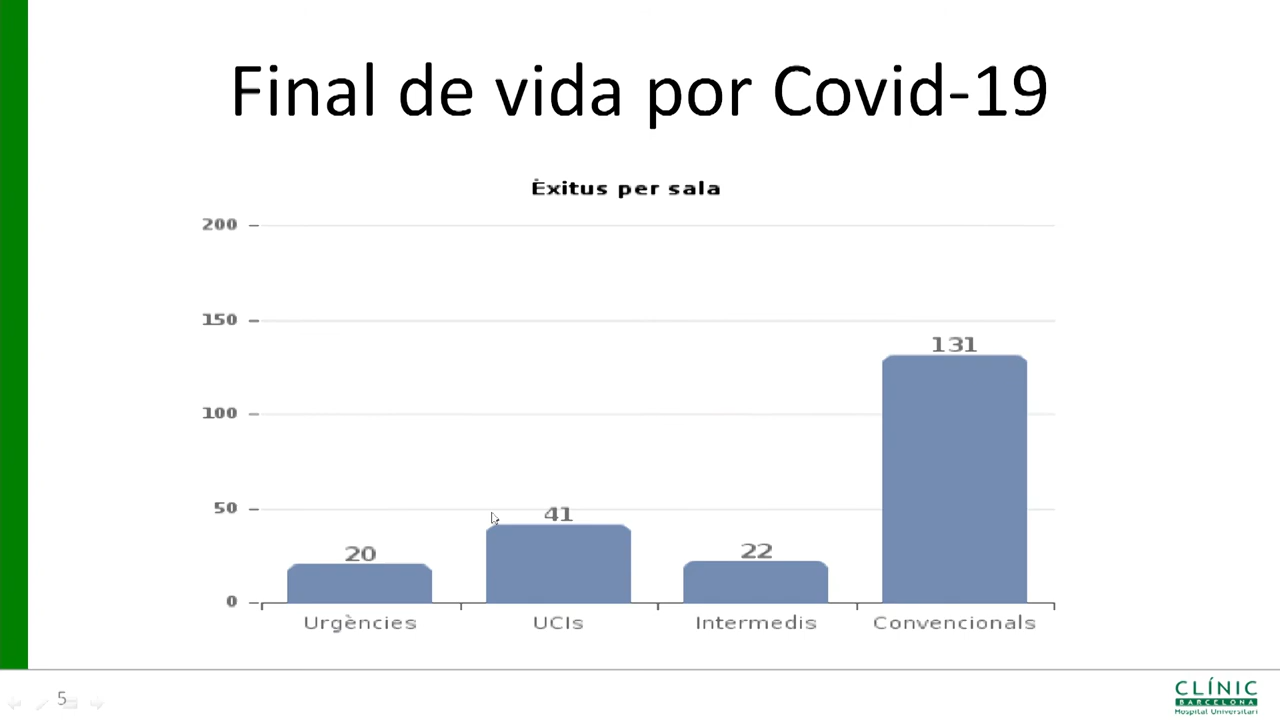 Final de vida por Covid-19
Èxitus per sala
200
150
100
50
0
20
41
22
131
Urgències
UCIs
Intermedis
Convencionals
5
CLÍNIC
BARCELONA
Hospital Universitari